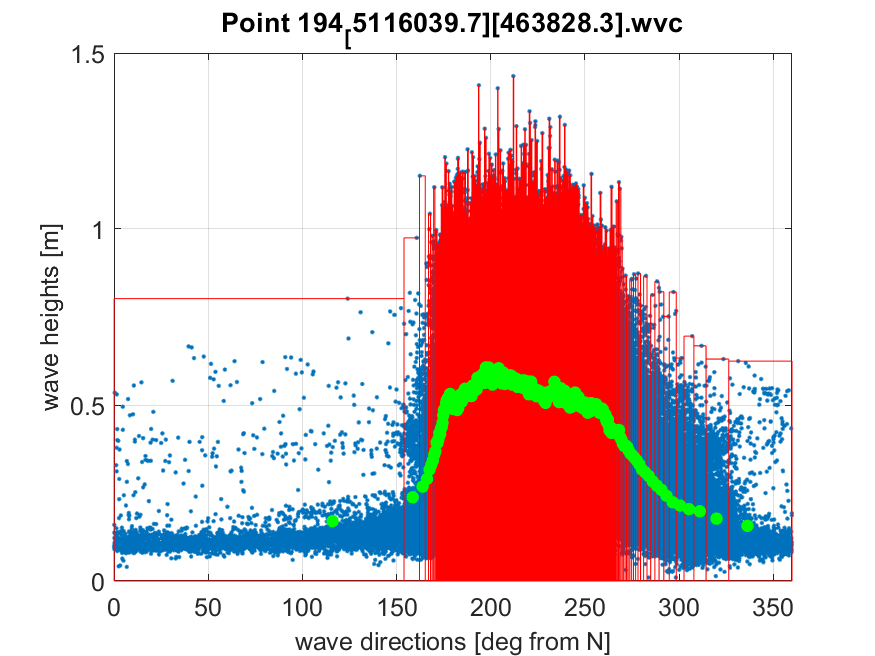 Point 194[5116039.7][463828.3].wvc
1.5
1
0.5
0
wave heights [m]
0 50 100 150 200 250 300 350
wave directions [deg from N]